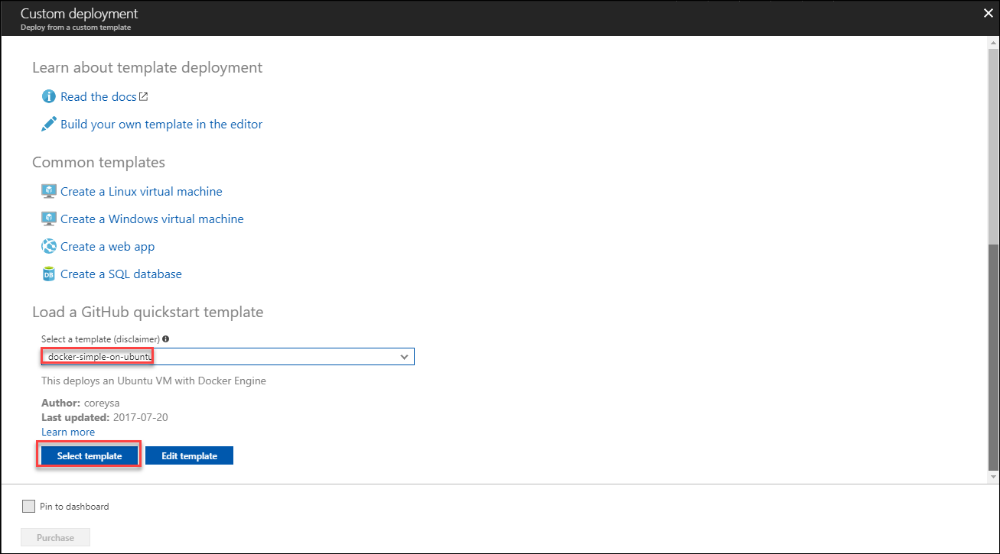 Custom deployment
Deploy from a custom template
Learn about template deployment
Read the docs
Build your own template in the editor
Common templates
Create a Linux virtual machine
Create a Windows virtual machine
Create a web app
DB Create a SQL database
Load a GitHub quickstart template
Select a template (disclaimer)
docker-simple-on-ubuntu
This deploys an Ubuntu VM with Docker Engine
Author: coreysa
Last updated: 2017-07-20
Learn more
Select template Edit template
Pin to dashboard
Purchase